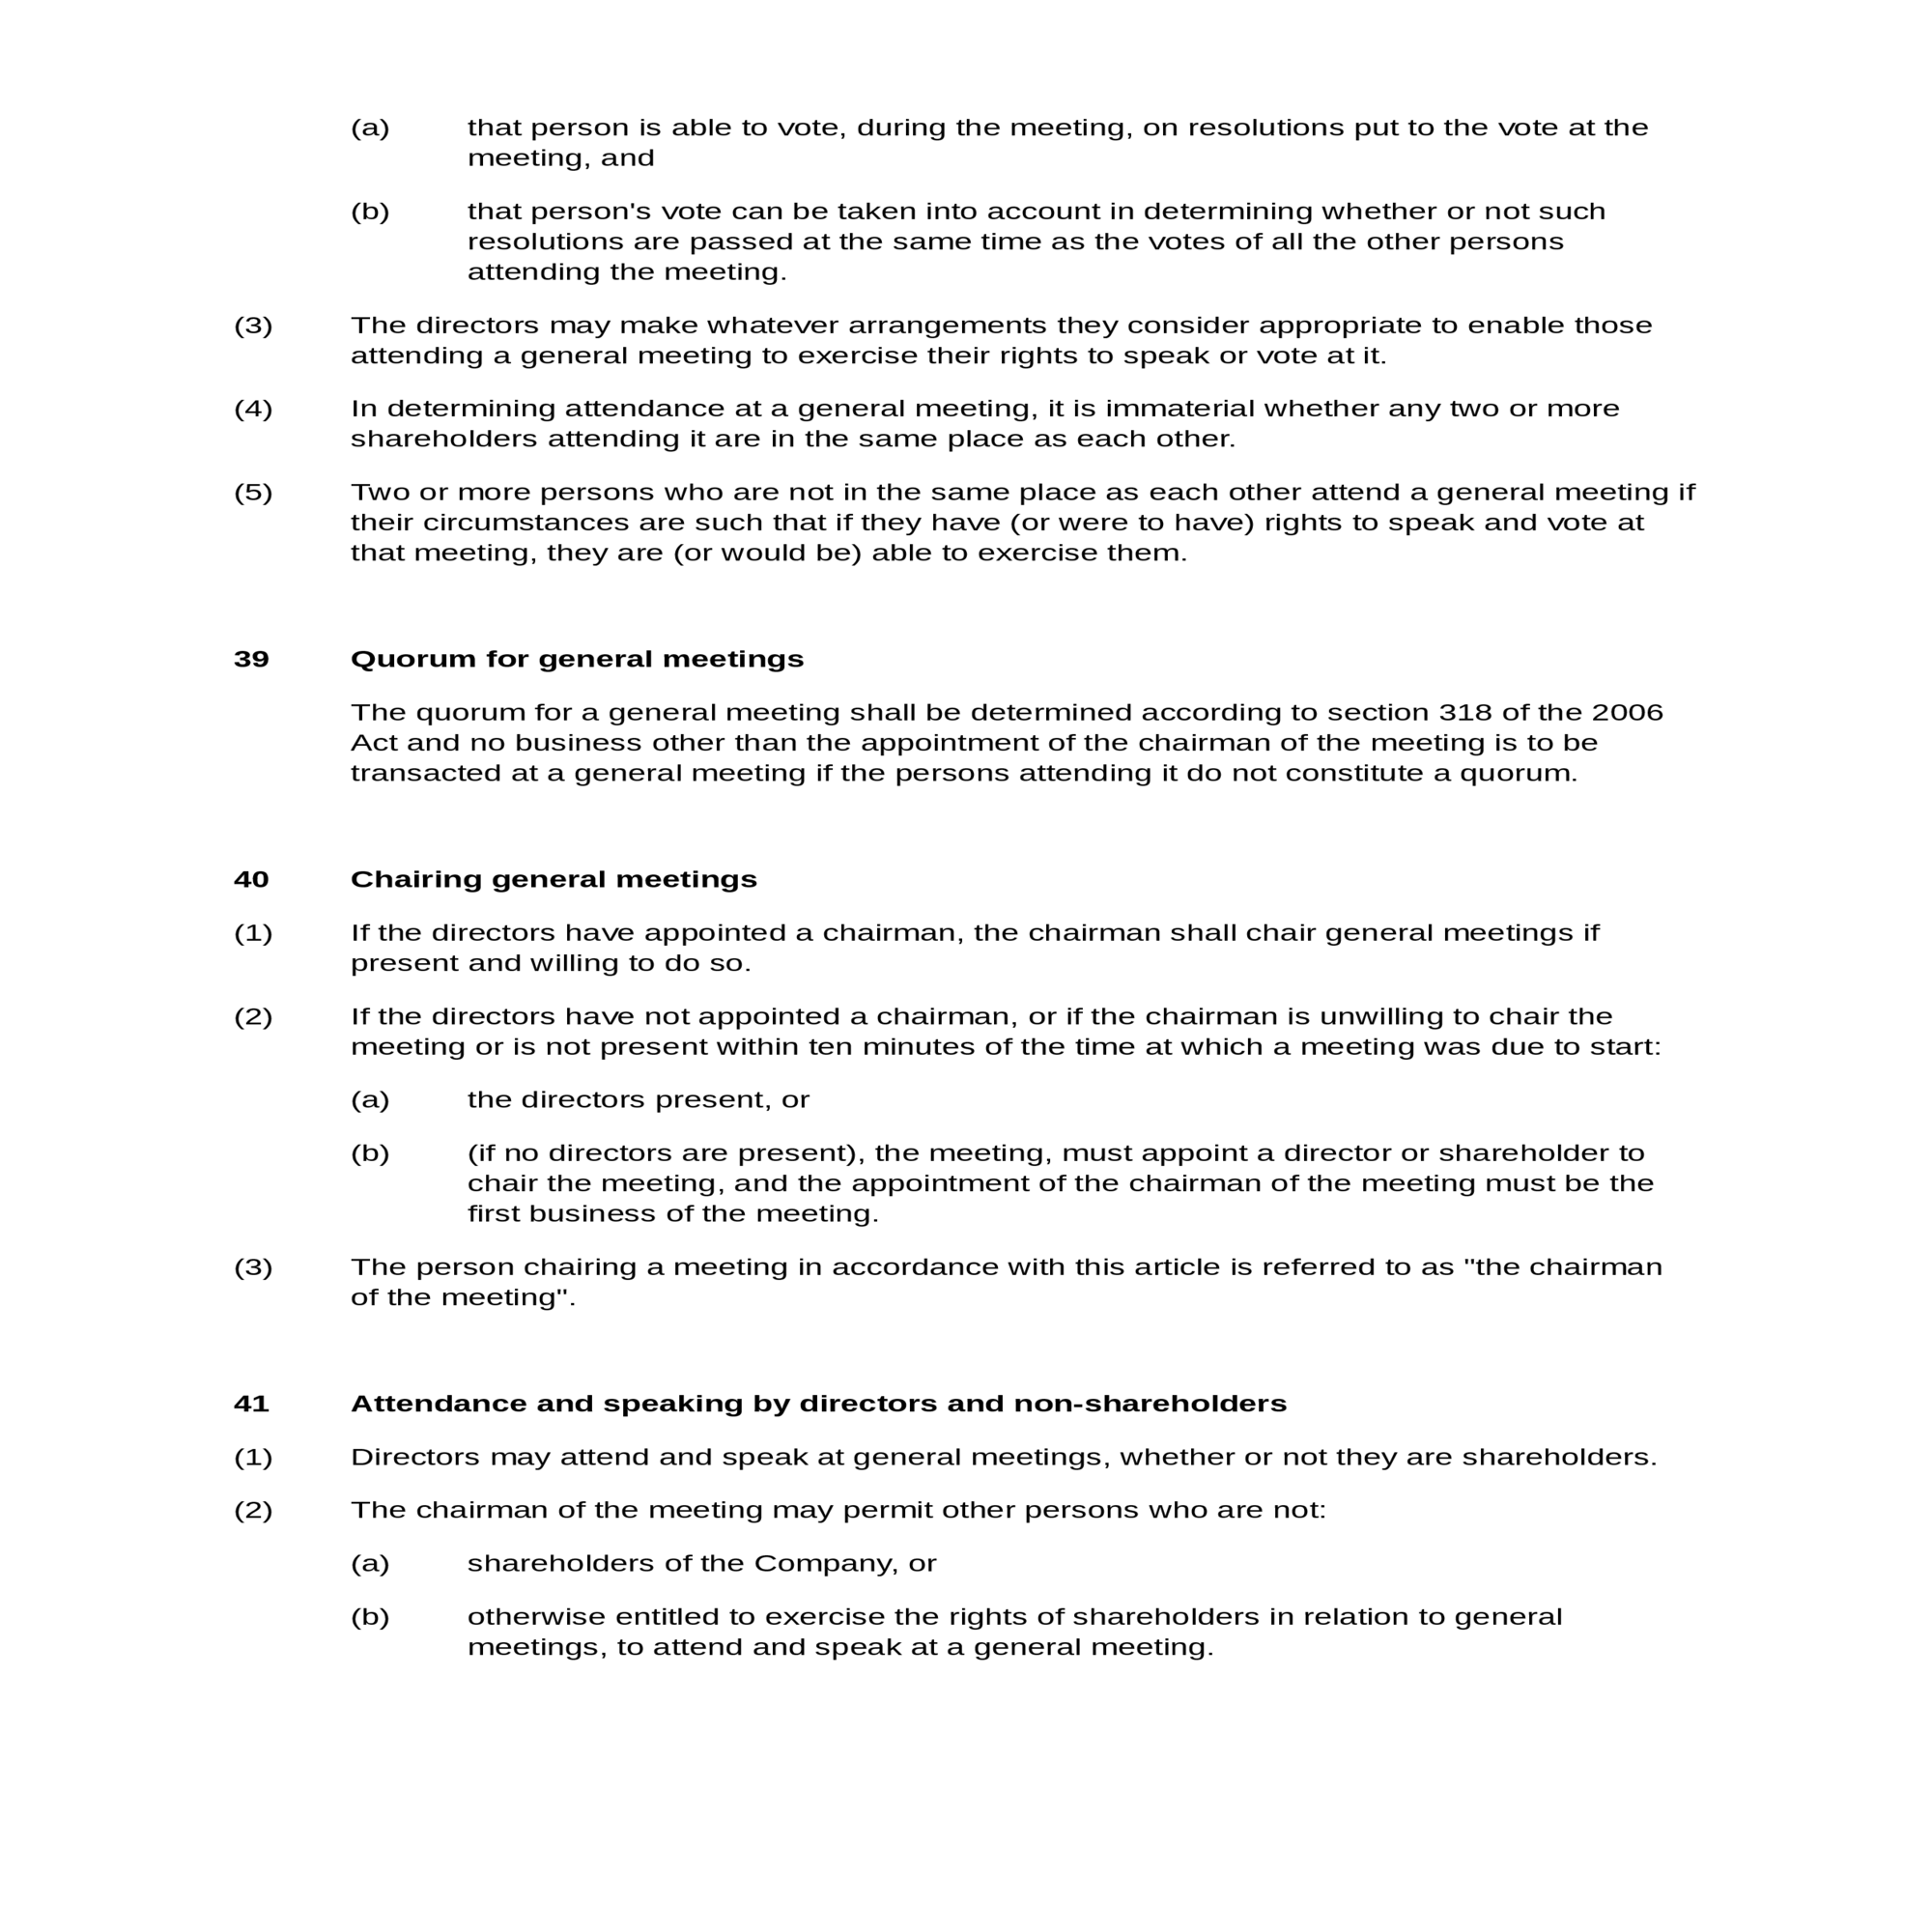 (a) that person is able to vote, during the meeting, on resolutions put to the vote at the
meeting, and
(b) that person's vote can be taken into account in determining whether or not such
resolutions are passed at the same time as the votes of all the other persons
attending the meeting.
(3) The directors may make whatever arrangements they consider appropriate to enable those
attending a general meeting to exercise their rights to speak or vote at it.
(4) In determining attendance at a general meeting, it is immaterial whether any two or more
shareholders attending it are in the same place as each other.
(5) Two or more persons who are not in the same place as each other attend a general meeting if
their circumstances are such that if they have (or were to have) rights to speak and vote at
that meeting, they are (or would be) able to exercise them.
39 Quorum for general meetings
The quorum for a general meeting shall be determined according to section 318 of the 2006
Act and no business other than the appointment of the chairman of the meeting is to be
transacted at a general meeting if the persons attending it do not constitute a quorum.
40 Chairing general meetings
(1) If the directors have appointed a chairman, the chairman shall chair general meetings if
present and willing to do so.
(2) If the directors have not appointed a chairman, or if the chairman is unwilling to chair the
meeting or is not present within ten minutes of the time at which a meeting was due to start:
(a) the directors present, or
(b) (if no directors are present), the meeting, must appoint a director or shareholder to
chair the meeting, and the appointment of the chairman of the meeting must be the
first business of the meeting.
(3) The person chairing a meeting in accordance with this article is referred to as "the chairman
of the meeting".
41 Attendance and speaking by directors and non-shareholders
(1) Directors may attend and speak at general meetings, whether or not they are shareholders.
(2) The chairman of the meeting may permit other persons who are not:
(a) shareholders of the Company, or
(b) otherwise entitled to exercise the rights of shareholders in relation to general
meetings, to attend and speak at a general meeting.